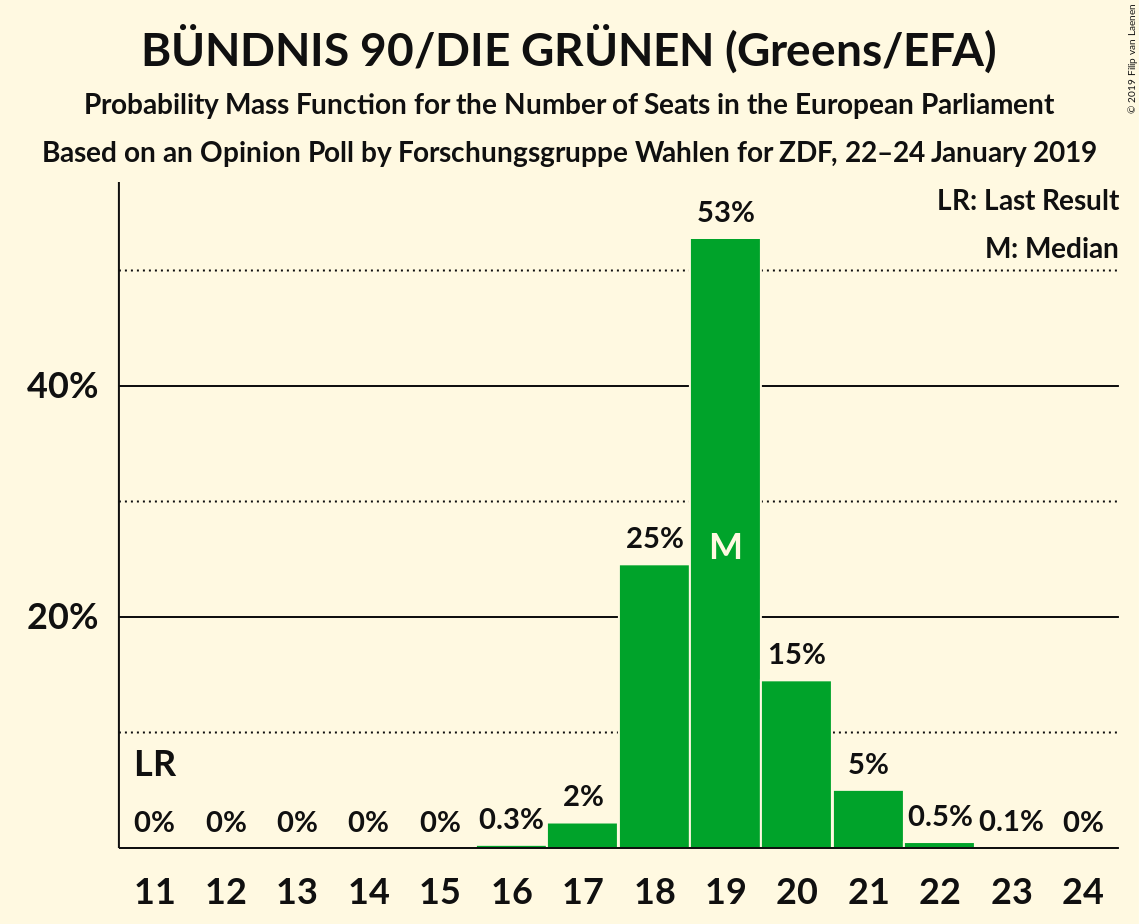 BÜNDNIS 90/DIE GRÜNEN (Greens/EFA)
Probability Mass Function for the Number of Seats in the European Parliament
Based on an Opinion Poll by Forschungsgruppe Wahlen for ZDF, 22–24 January 2019
© 2019 Filip van Laenen
LR: Last Result
M: Median
53%
40%
25%
M
20%
15%
LR
5%
0% 0% 0% 0% 0% 0.3% 2% 0.5% 0.1% 0%
11 12 13 14 15 16 17 18 19 20 21 22 23 24